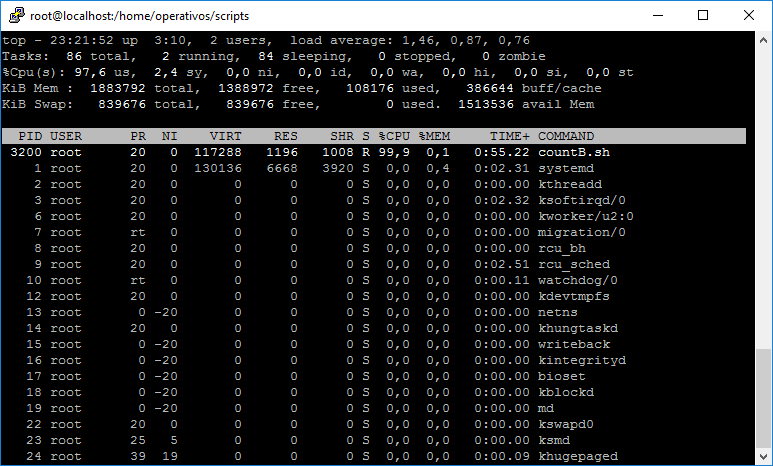 root@localhost:/home/operativos/scripts
top - 23:21:52 up  3:10,  2 users,  load average: 1,46, 0,87, 0,76
Tasks:  86 total,   2 running,  84 sleeping,   0 stopped,   0 zombie
%Cpu(s): 97,6 us,  2,4 sy,  0,0 ni,  0,0 id,  0,0 wa,  0,0 hi,  0,0 si,  0,0 st
KiB Mem :  1883792 total,  1388972 free,   108176 used,   386644 buff/cache
KiB Swap:   839676 total,   839676 free,        0 used.  1513536 avail Mem
  PID USER      PR  NI    VIRT    RES    SHR S %CPU %MEM     TIME+ COMMAND
 3200 root      20   0  117288   1196   1008 R 99,9  0,1   0:55.22 countB.sh
    1 root      20   0  130136   6668   3920 S  0,0  0,4   0:02.31 systemd
    2 root      20   0       0      0      0 S  0,0  0,0   0:00.00 kthreadd
    3 root      20   0       0      0      0 S  0,0  0,0   0:02.32 ksoftirqd/0
    6 root      20   0       0      0      0 S  0,0  0,0   0:00.00 kworker/u2:0
    7 root      rt   0       0      0      0 S  0,0  0,0   0:00.00 migration/0
    8 root      20   0       0      0      0 S  0,0  0,0   0:00.00 rcu_bh
    9 root      20   0       0      0      0 S  0,0  0,0   0:02.51 rcu_sched
   10 root      rt   0       0      0      0 S  0,0  0,0   0:00.11 watchdog/0
   12 root      20   0       0      0      0 S  0,0  0,0   0:00.00 kdevtmpfs
   13 root       0 -20       0      0      0 S  0,0  0,0   0:00.00 netns
   14 root      20   0       0      0      0 S  0,0  0,0   0:00.00 khungtaskd
   15 root       0 -20       0      0      0 S  0,0  0,0   0:00.00 writeback
   16 root       0 -20       0      0      0 S  0,0  0,0   0:00.00 kintegrityd
   17 root       0 -20       0      0      0 S  0,0  0,0   0:00.00 bioset
   18 root       0 -20       0      0      0 S  0,0  0,0   0:00.00 kblockd
   19 root       0 -20       0      0      0 S  0,0  0,0   0:00.00 md
   22 root      20   0       0      0      0 S  0,0  0,0   0:00.00 kswapd0
   23 root      25   5       0      0      0 S  0,0  0,0   0:00.00 ksmd
   24 root      39  19       0      0      0 S  0,0  0,0   0:00.09 khugepaged